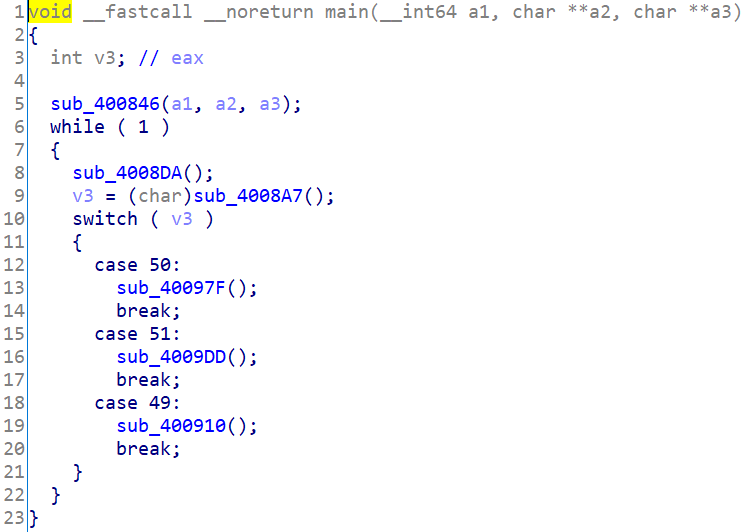 1 void __fastcall __noreturn main(__int64 a1, char **a2, char **a3)
2 {
3   int v3; // eax
4
5   sub_400846(a1, a2, a3);
6   while ( 1 )
7   {
8     sub_4008DA();
9     v3 = (char)sub_4008A7();
10     switch ( v3 )
11     {
12       case 50:
13         sub_40097F();
14         break;
15       case 51:
16         sub_4009DD();
17         break;
18       case 49:
19         sub_400910();
20         break;
21     }
22   }
23 }